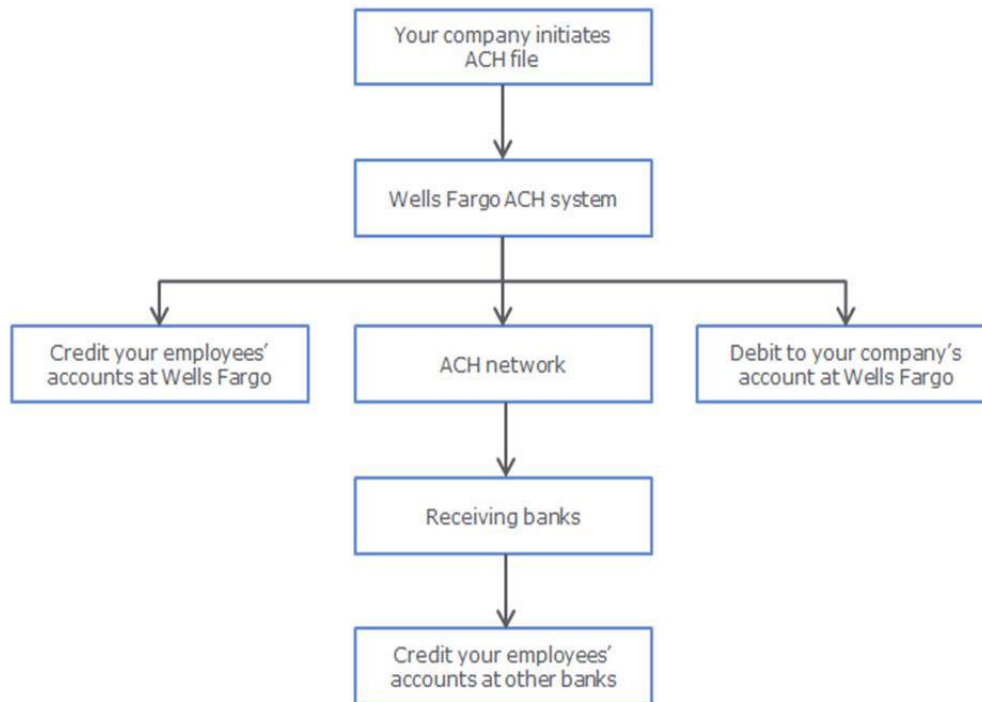 Your company initiates
ACH file
Wells Fargo ACH system
Credit your employees’
accounts at Wells Fargo
ACH network
Debit to your company’s
account at Wells Fargo
Receiving banks
Credit your employees’
accounts at other banks